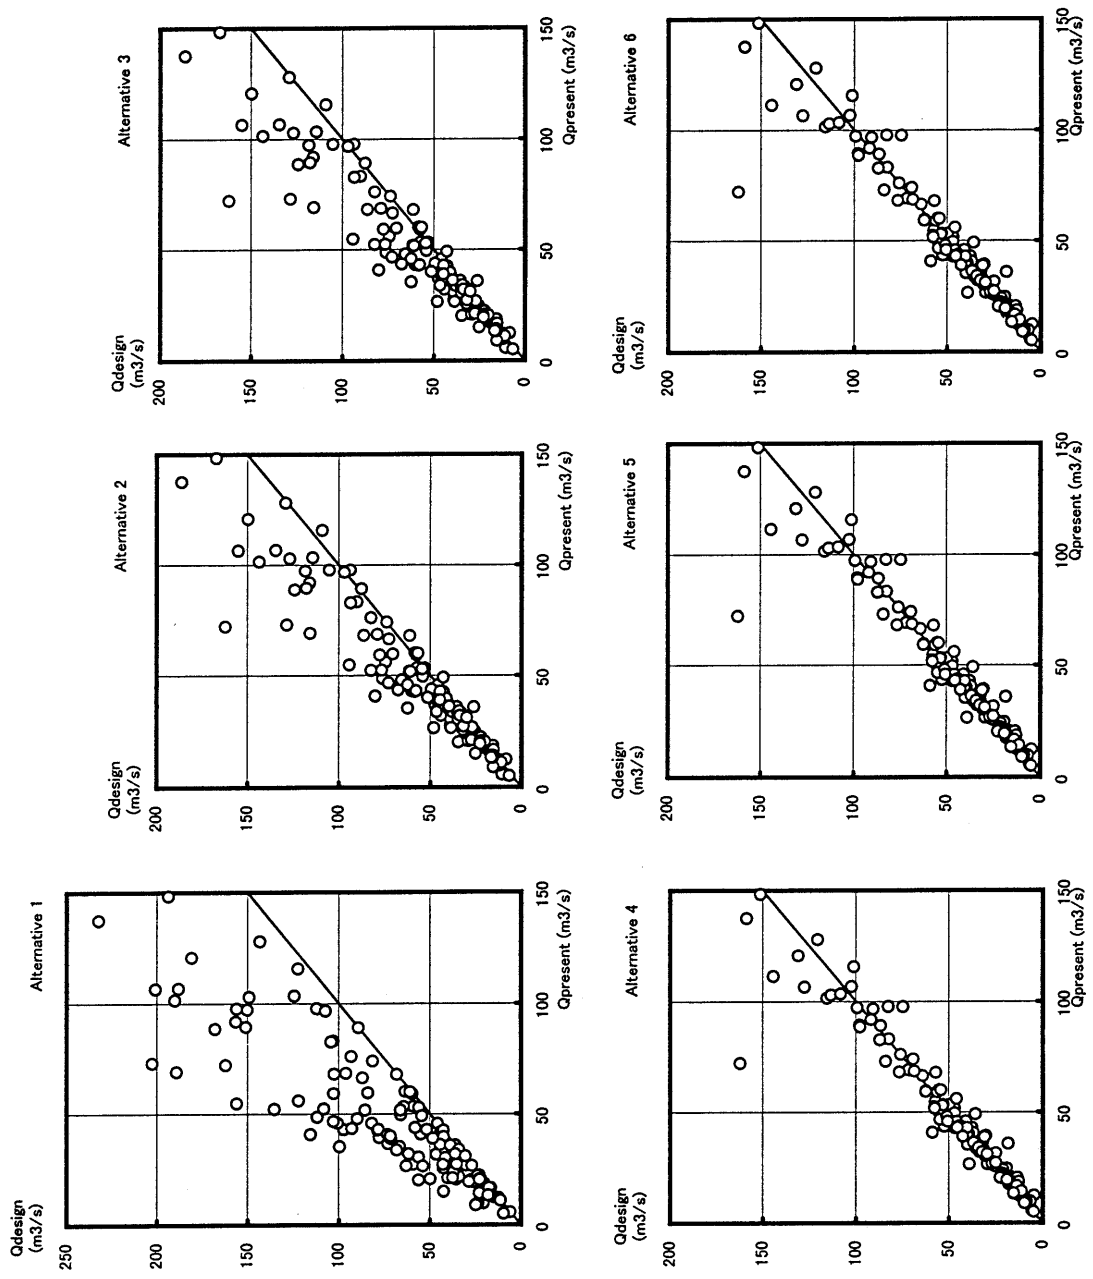 Qdesign
(m3/s)
Alternative 1
250
200
150
100
50
0
0 50 100 150
Qpresent (m3/s)
Qdesign
(m3/s)
Alternative 2
200
150
100
50
0
0 50 100 150
Qpresent (m3/s)
Qdesign
(m3/s)
Alternative 3
200
150
100
50
0
0 50 100 150
Qpresent (m3/s)
Qdesign
(m3/s)
Alternative 4
200
150
100
50
0
0 50 100 150
Qpresent (m3/s)
Qdesign
(m3/s)
Alternative 5
200
150
100
50
0
0 50 100 150
Qpresent (m3/s)
Qdesign
(m3/s)
Alternative 6
200
150
100
50
0
0 50 100 150
Qpresent (m3/s)